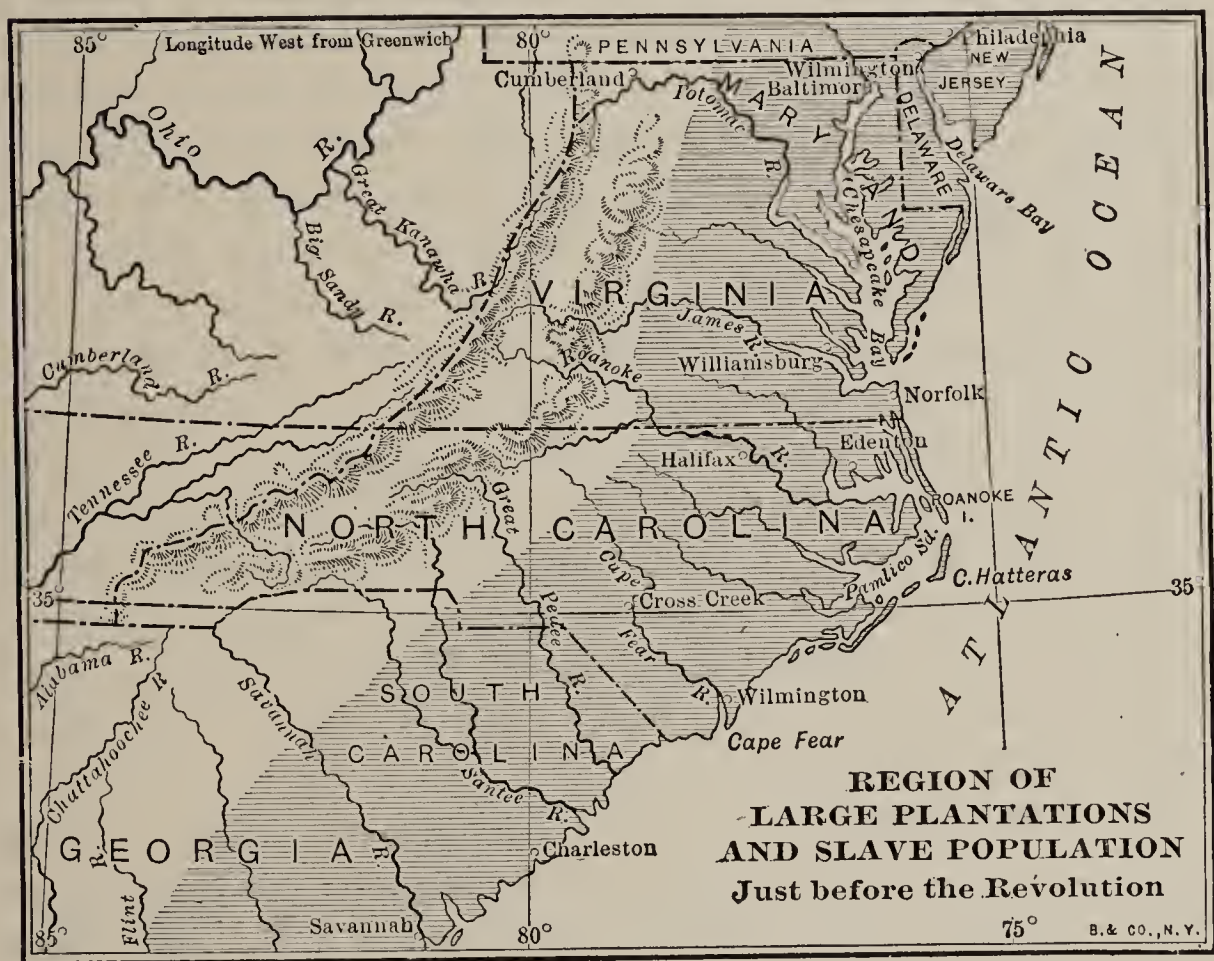 85°
Longitude West from Greenwich
80°
PENNSYLVANIA
Philadelphia
NEW
JERSEY
Cumberland
Wilmington
Baltimor
Potomac
R.
MARYLAND
DELAWARE
Delaware Bay
Chesapeake
Bay
Ohio
R.
Great
Kanawha
R.
Big Sandy
R.
VIRGINIA
James
R.
Williamsburg
Roanoke
R.
Norfolk
Cumberland
R.
Tennessee
R.
Edenton
Halifax
ROANOKE
I.
NORTH CAROLINA
Great
Pedee
R.
Cape
Fear
R.
Cross Creek
Pamlico Sd.
C. Hatteras
35°
35°
Alabama R.
Chattahoochee R
Savannah
R.
SOUTH
CAROLINA
Santee
R.
Wilmington
Cape Fear
ATLANTIC OCEAN
GEORGIA
Flint
R.
Charleston
Savannah
REGION OF
LARGE PLANTATIONS
AND SLAVE POPULATION
Just before the Revolution
85°
80°
75°
B. & CO., N.Y.